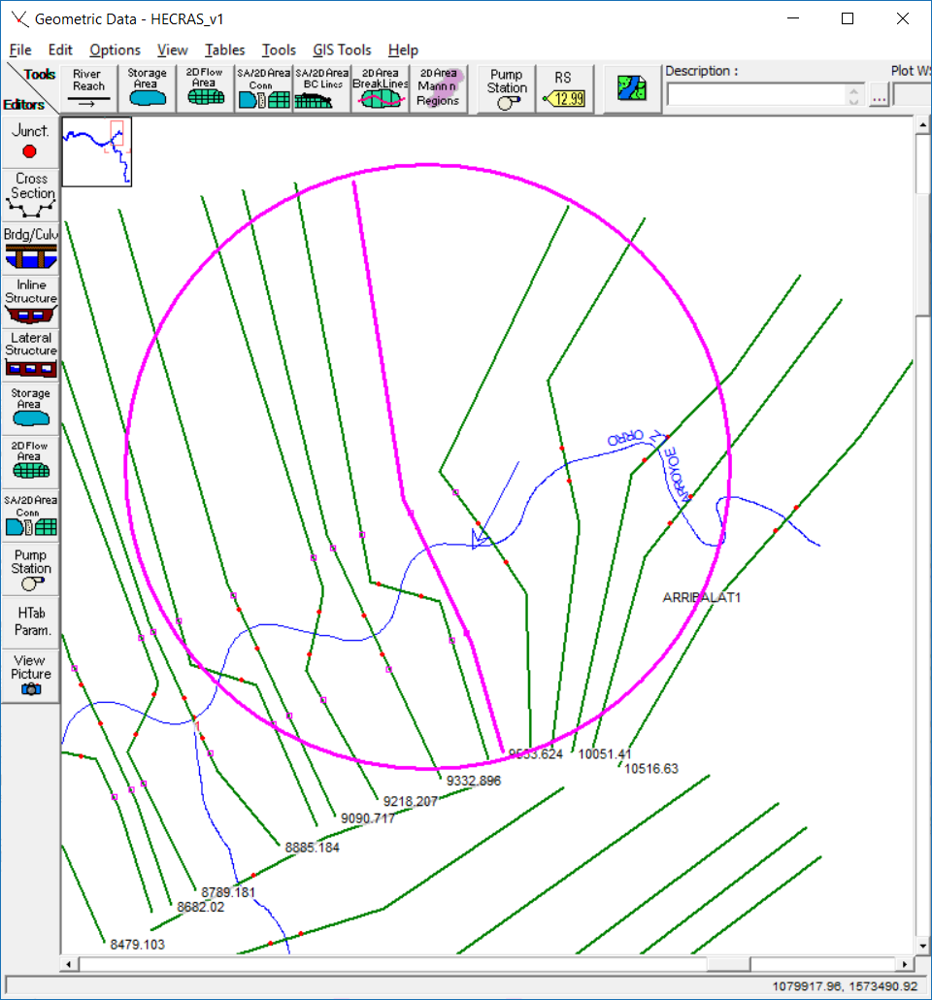 Geometric Data - HECRAS_v1
File Edit Options View Tables Tools GIS Tools Help
Tools
Editors
River
Reach
Storage
Area
2D Flow
Area
SA/2D Area
Conn
SA/2D Area
BC Lines
2D Area
BreakLines
2D Area
Mann n
Regions
Pump
Station
RS
12.99
Description :
...
Plot WS
Junct.
Cross
Section
Brdg/Culv
Inline
Structure
Lateral
Structure
Storage
Area
2D Flow
Area
SA/2D Area
Conn
Pump
Station
HTab
Param.
View
Picture
ARROYOE
ORRO
ARRIBALAT1
1
9553.624
10051.41
10516.63
9332.896
9218.207
9090.717
8885.184
8789.181
8682.02
8479.103
1079917.96, 1573490.92